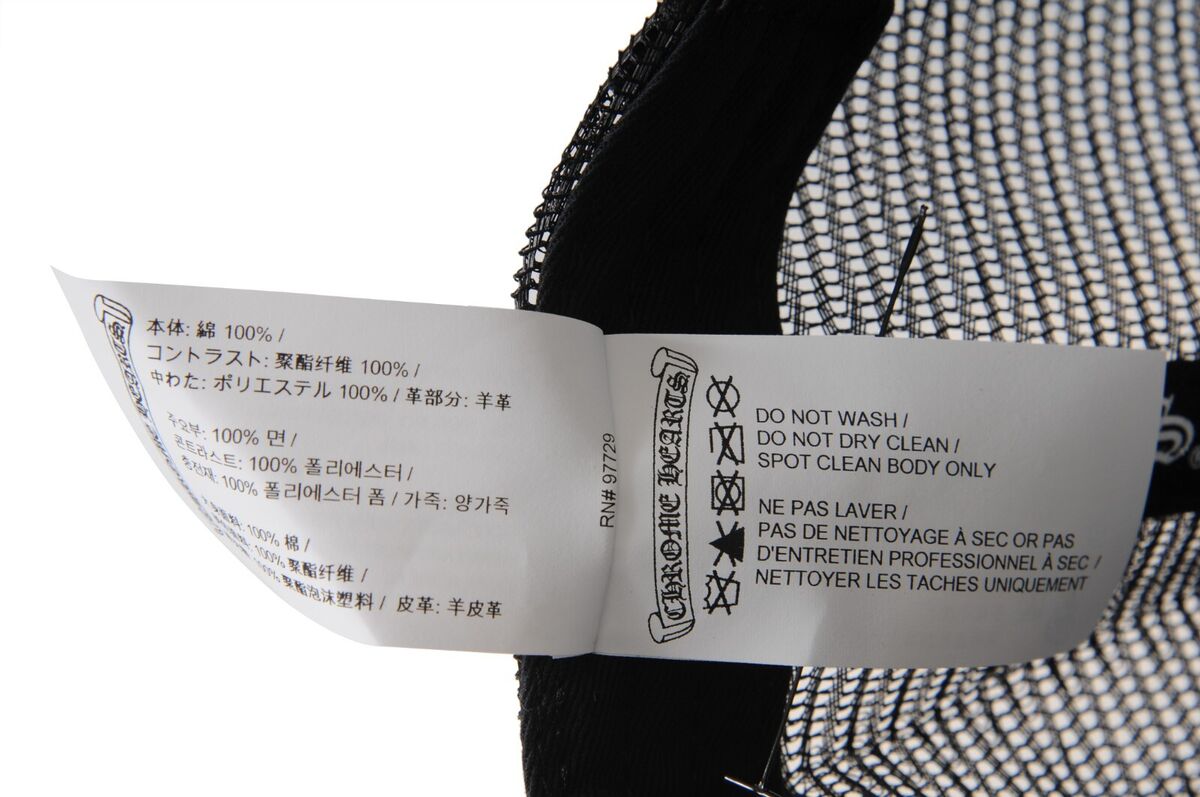 本体: 綿 100% /
コントラスト: 聚酯纤维 100% /
中わた: ポリエステル 100% / 革部分: 羊革
주요부: 100% 면 /
콘트라스트: 100% 폴리에스터 /
충전재: 100% 폴리에스터 폼 / 가죽: 양가죽
100% 棉 /
100% 聚酯纤维 /
100% 聚酯泡沫塑料 / 皮革: 羊皮革
RN# 97729
CHROME HEARTS
DO NOT WASH /
DO NOT DRY CLEAN /
SPOT CLEAN BODY ONLY
NE PAS LAVER /
PAS DE NETTOYAGE À SEC OR PAS
D'ENTRETIEN PROFESSIONNEL À SEC /
NETTOYER LES TACHES UNIQUEMENT